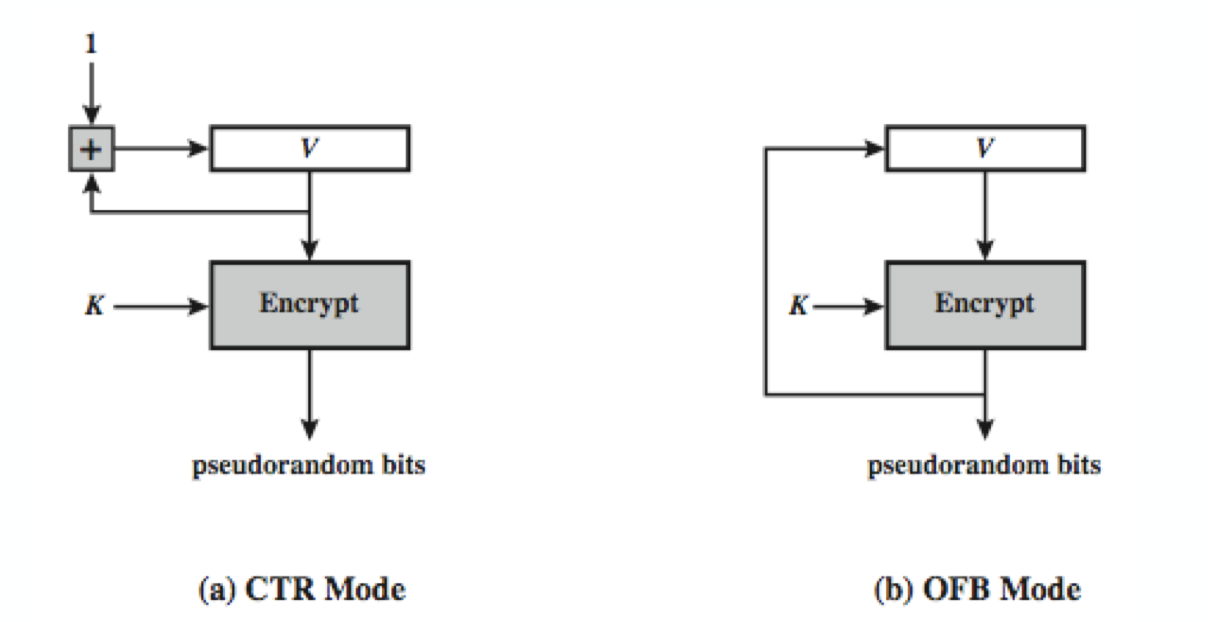 1
+
V
K
Encrypt
pseudorandom bits
(a) CTR Mode
V
K
Encrypt
pseudorandom bits
(b) OFB Mode